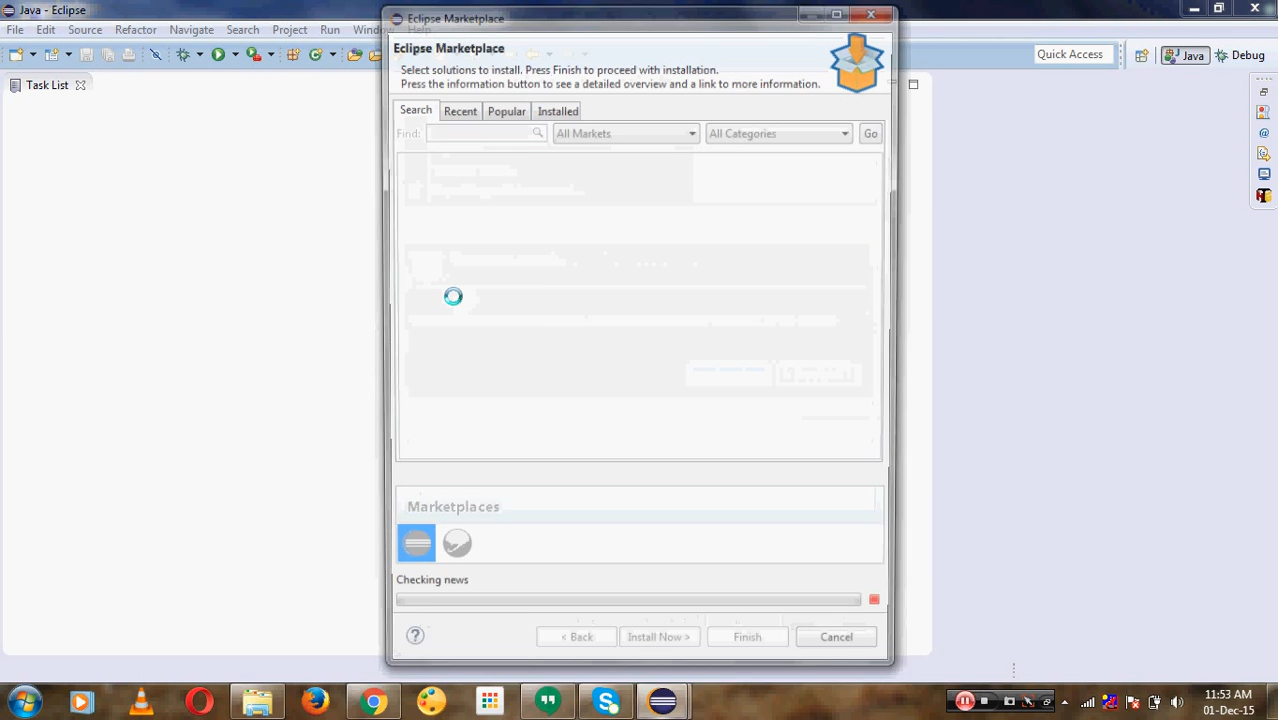 Java - Eclipse
Eclipse Marketplace
File Edit Source Refactor Navigate Search Project Run Window Help
Eclipse Marketplace
Quick Access
Java
Debug
Task List
Select solutions to install. Press Finish to proceed with installation.
Press the information button to see a detailed overview and a link to more information.
Search Recent Popular Installed
Find:
All Markets
All Categories
Go
Marketplaces
Checking news
< Back
Install Now >
Finish
Cancel
11:53 AM
01-Dec-15